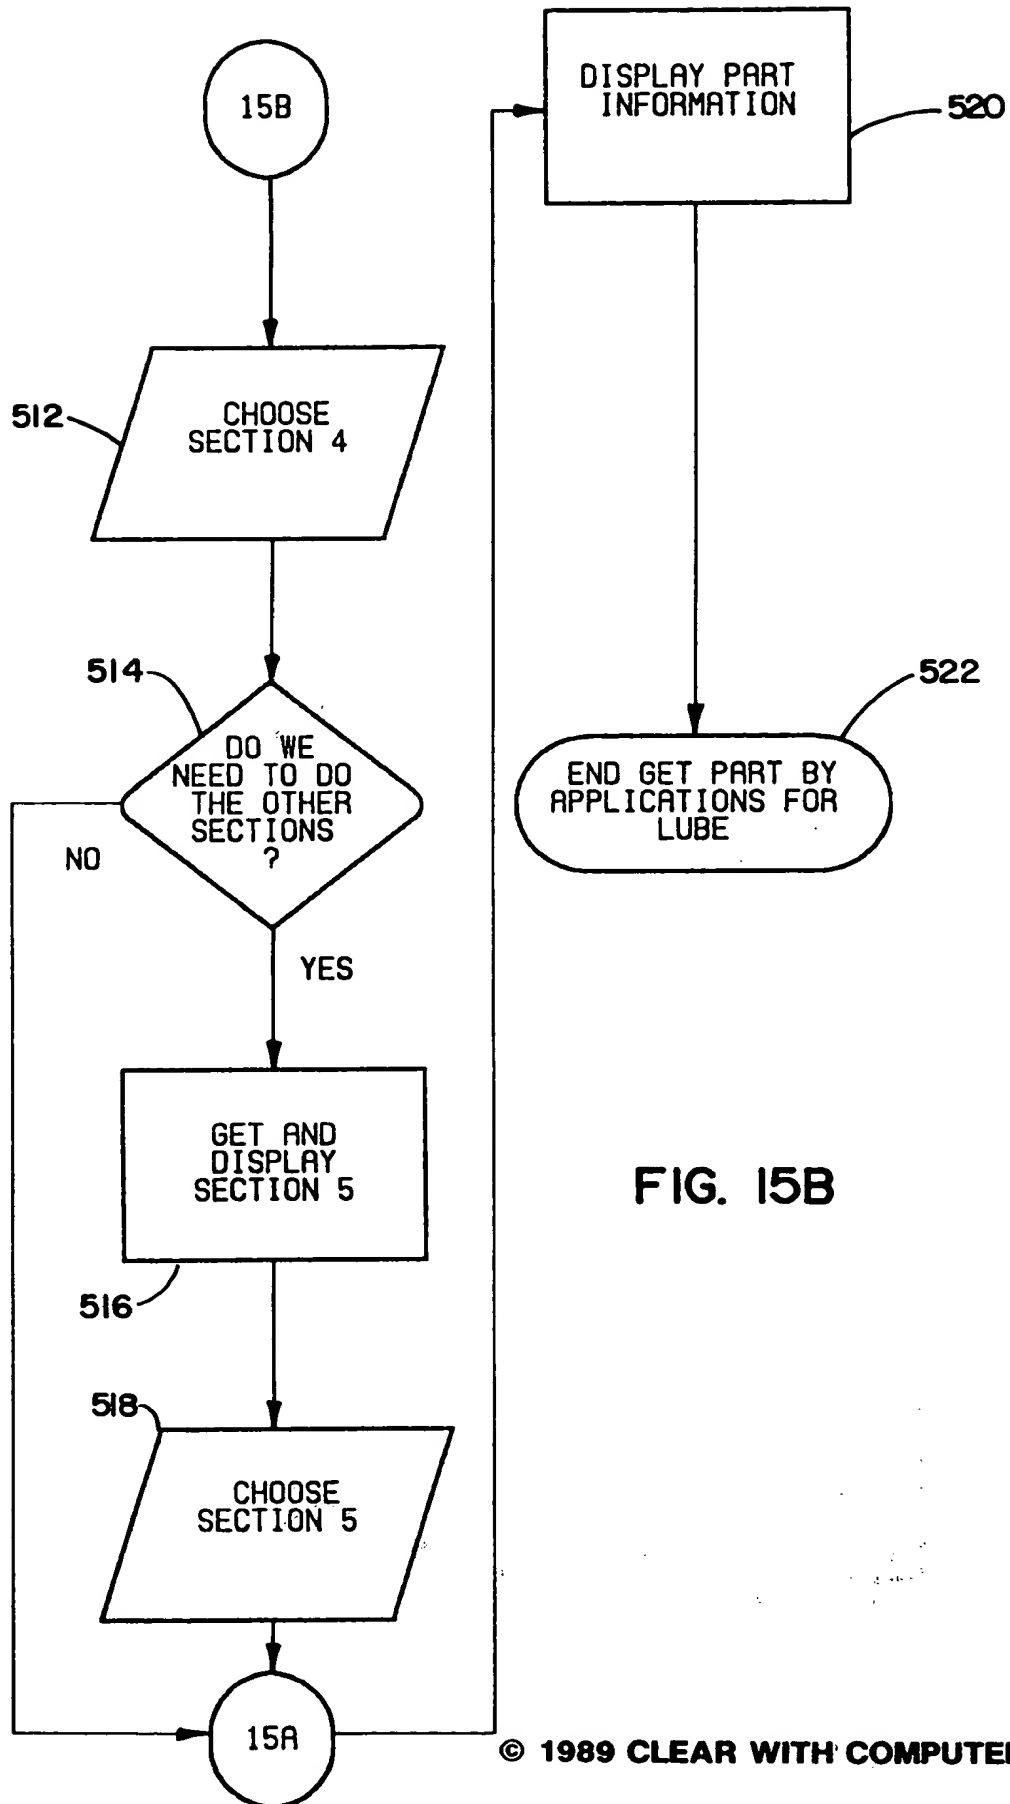 15B
512
CHOOSE
SECTION 4
514
DO WE
NEED TO DO
THE OTHER
SECTIONS
?
NO
YES
GET AND
DISPLAY
SECTION 5
516
518
CHOOSE
SECTION 5
15A
DISPLAY PART
INFORMATION
520
522
END GET PART BY
APPLICATIONS FOR
LUBE
FIG. 15B
© 1989 CLEAR WITH